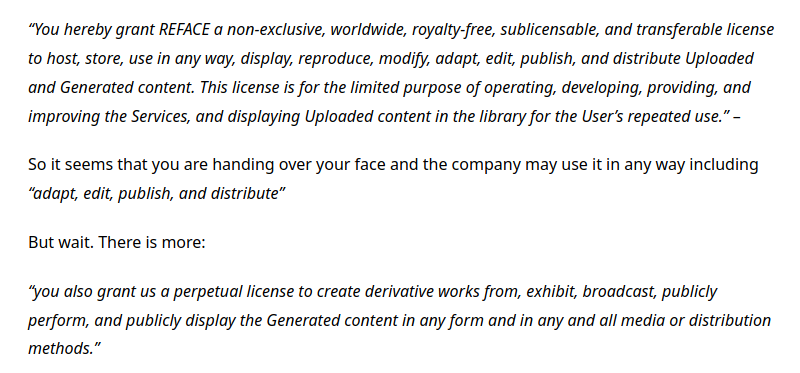 “You hereby grant REFACE a non-exclusive, worldwide, royalty-free, sublicensable, and transferable license
to host, store, use in any way, display, reproduce, modify, adapt, edit, publish, and distribute Uploaded
and Generated content. This license is for the limited purpose of operating, developing, providing, and
improving the Services, and displaying Uploaded content in the library for the User’s repeated use.” –
So it seems that you are handing over your face and the company may use it in any way including
“adapt, edit, publish, and distribute”
But wait. There is more:
“you also grant us a perpetual license to create derivative works from, exhibit, broadcast, publicly
perform, and publicly display the Generated content in any form and in any and all media or distribution
methods.”